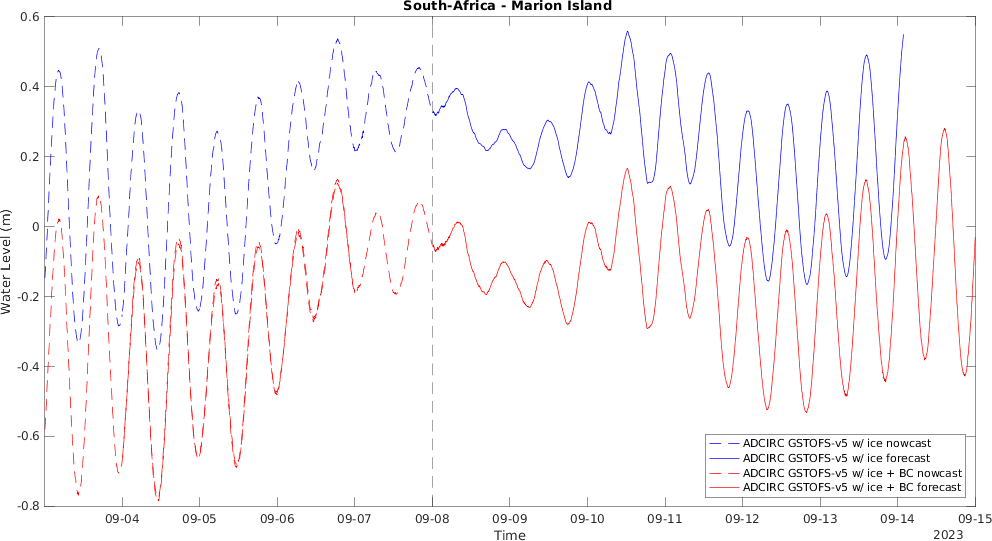 South-Africa - Marion Island
0.6
0.4
0.2
0
-0.2
-0.4
-0.6
-0.8
Water Level (m)
ADCIRC GSTOFS-v5 w/ ice nowcast
ADCIRC GSTOFS-v5 w/ ice forecast
ADCIRC GSTOFS-v5 w/ ice + BC nowcast
ADCIRC GSTOFS-v5 w/ ice + BC forecast
09-04 09-05 09-06 09-07 09-08 09-09 09-10 09-11 09-12 09-13 09-14 09-15
Time
2023